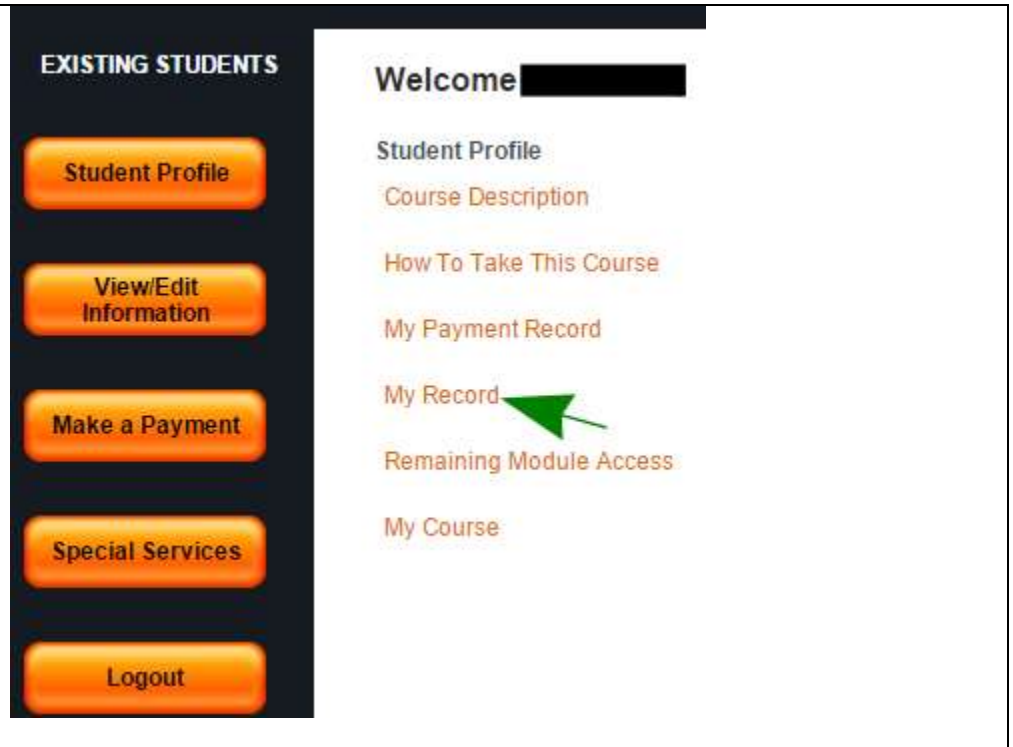 EXISTING STUDENTS
Student Profile
View/Edit
Information
Make a Payment
Special Services
Logout
Welcome
Student Profile
Course Description
How To Take This Course
My Payment Record
My Record
Remaining Module Access
My Course